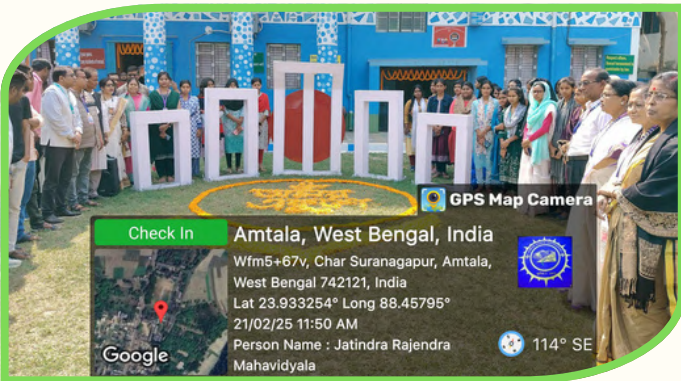 GPS Map Camera
Check In
Amtala, West Bengal, India
Wfm5+67v, Char Suranagapur, Amtala,
West Bengal 742121, India
Lat 23.933254° Long 88.45795°
21/02/25 11:50 AM
Person Name : Jatindra Rajendra
Mahavidyala
114° SE
Google